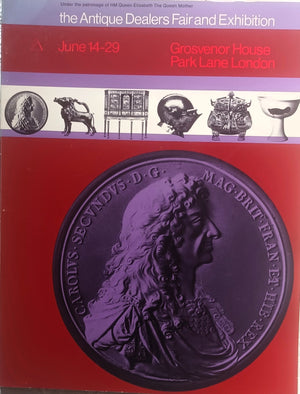 Under the patronage of HM Queen Elizabeth The Queen Mother
the Antique Dealers Fair and Exhibition
June 14-29
Grosvenor House
Park Lane London
CAROLVS·SECVNDVS·D·G·
MAG·BRIT·FRAN·ET·HIB·REX